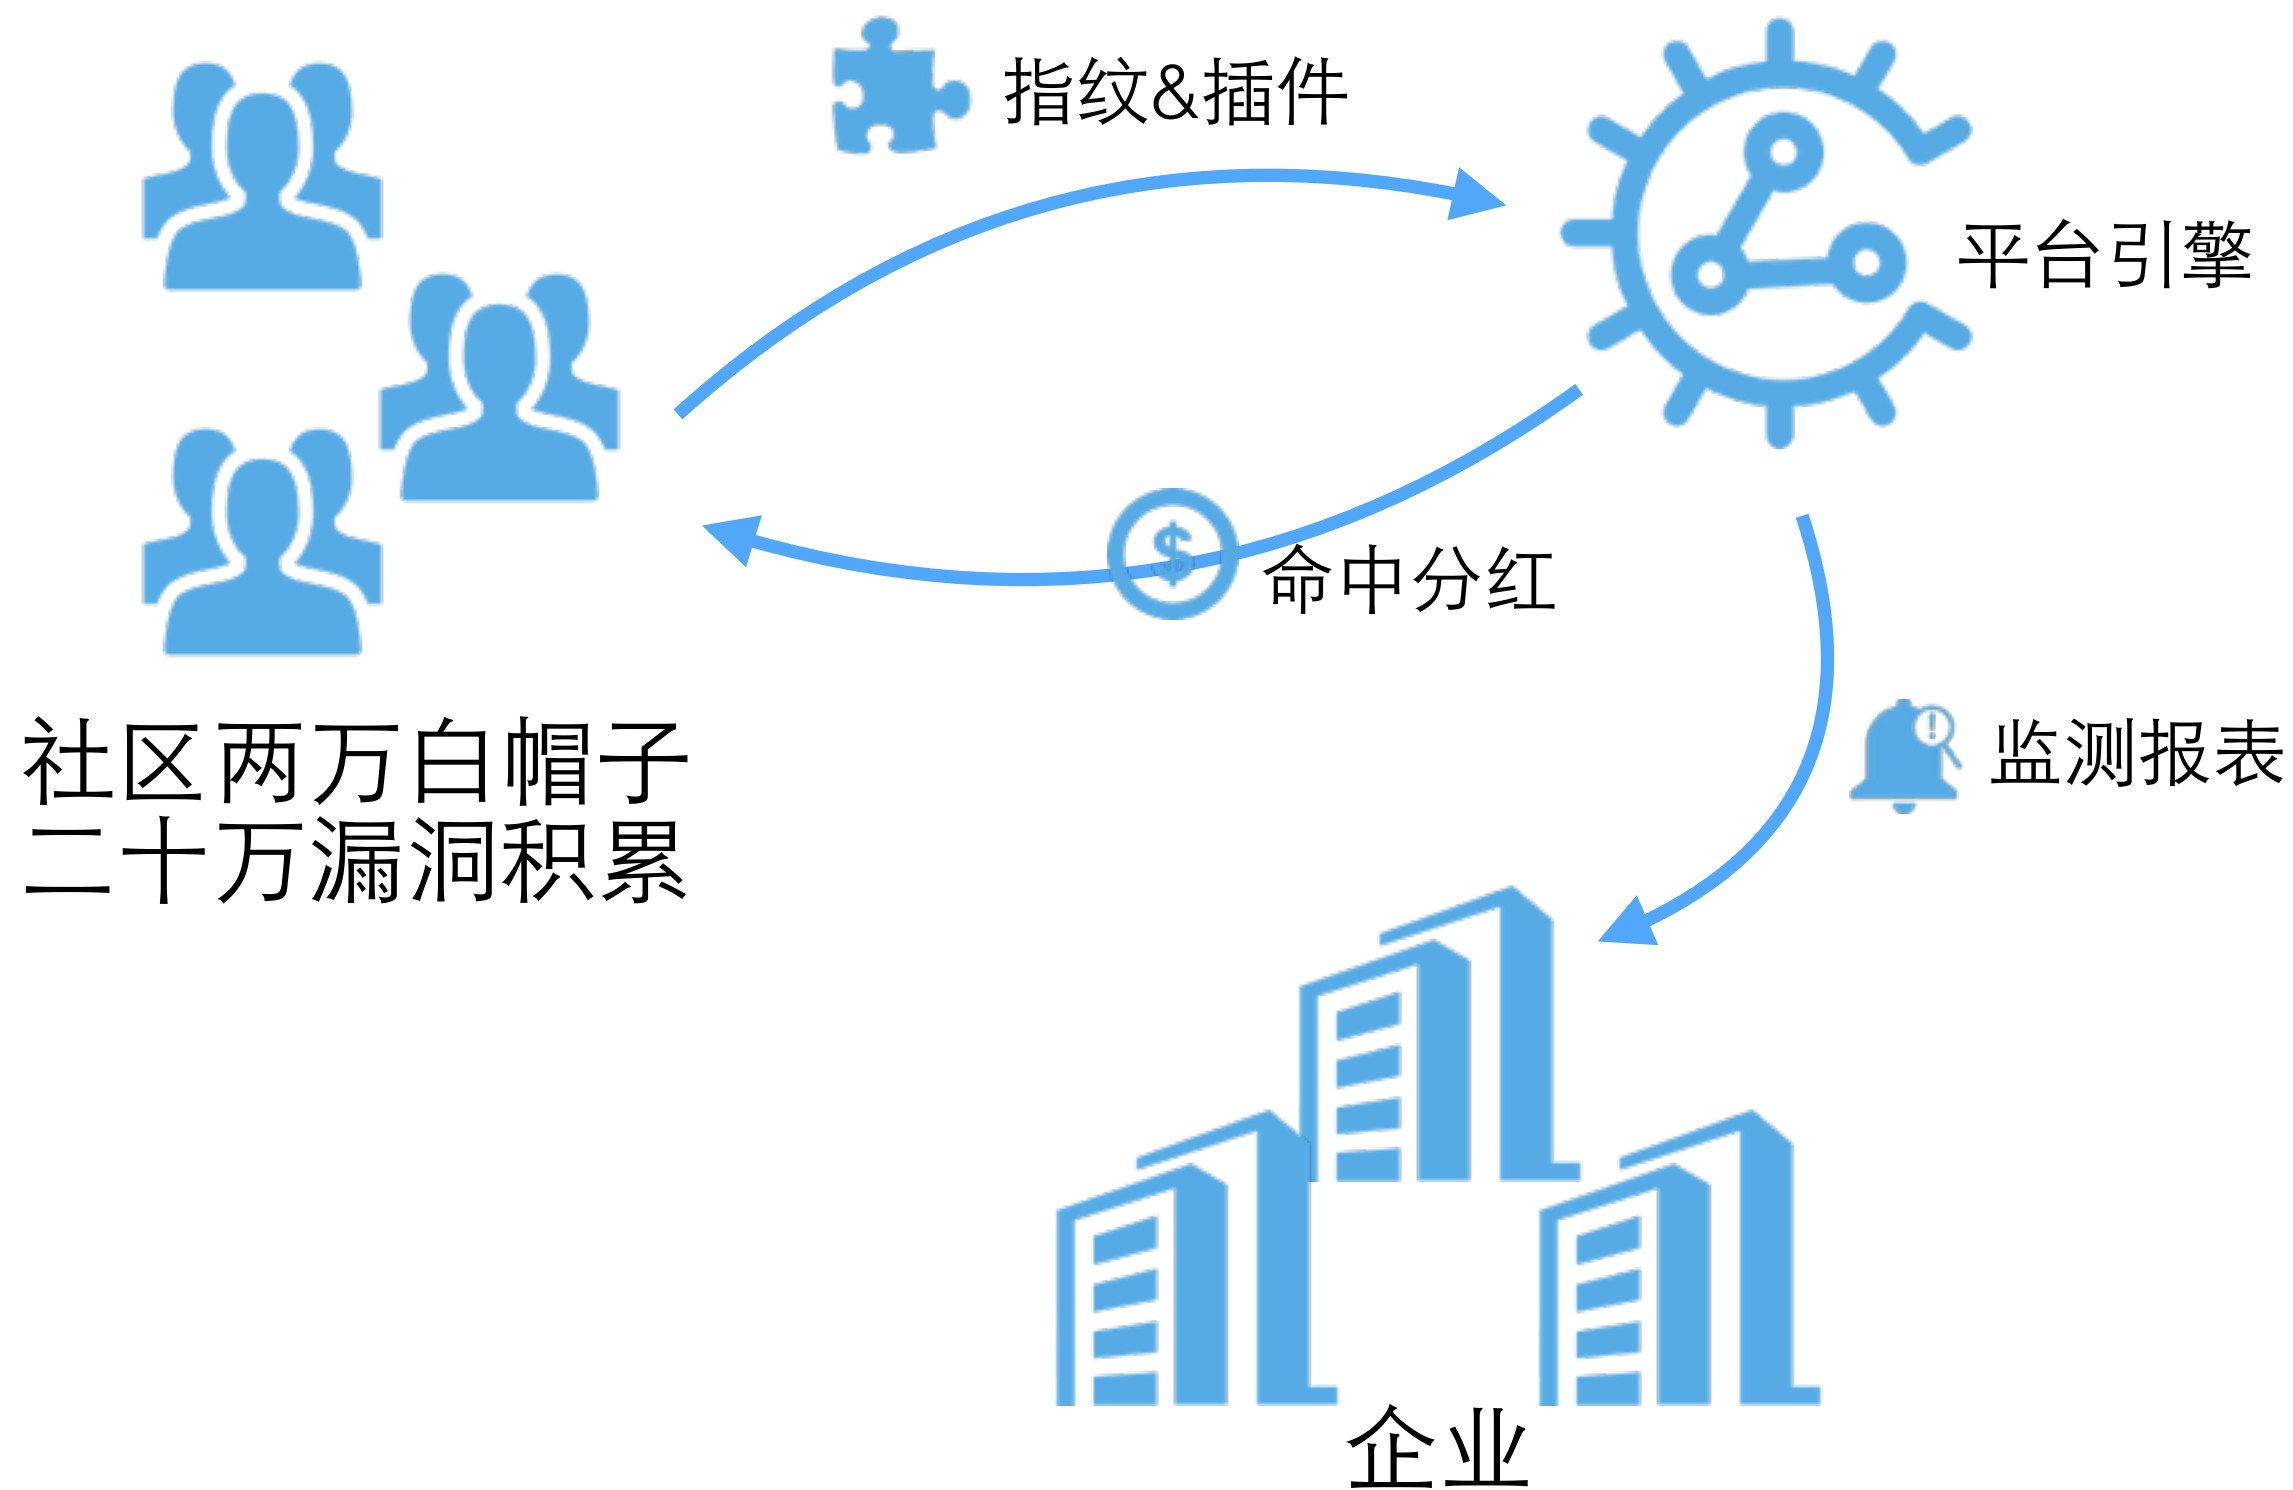 指纹&插件
平台引擎
命中分红
社区两万白帽子
二十万漏洞积累
监测报表
企业